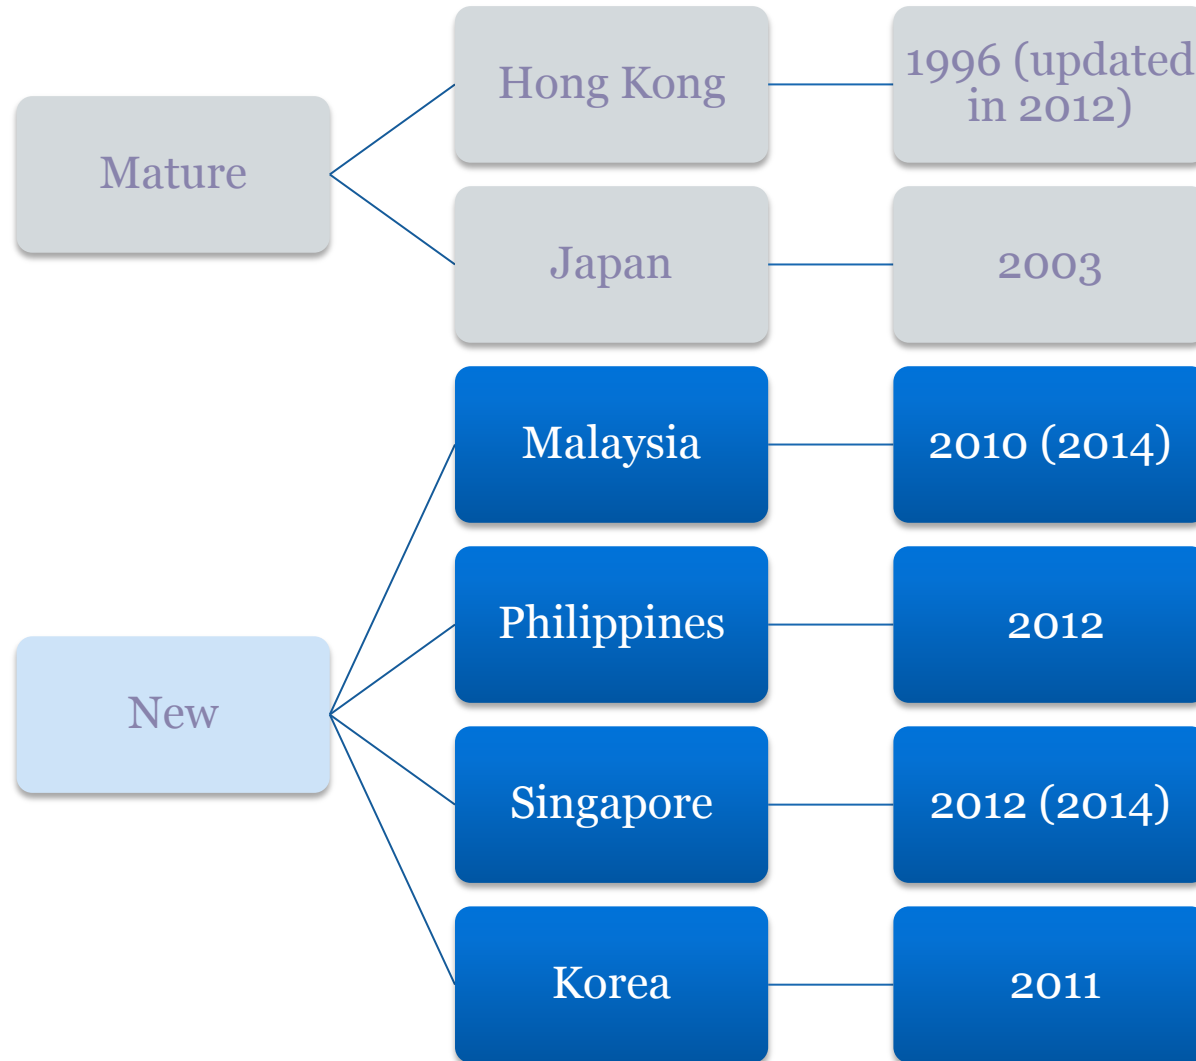 Mature
Hong Kong
1996 (updated
in 2012)
Japan
2003
New
Malaysia
2010 (2014)
Philippines
2012
Singapore
2012 (2014)
Korea
2011